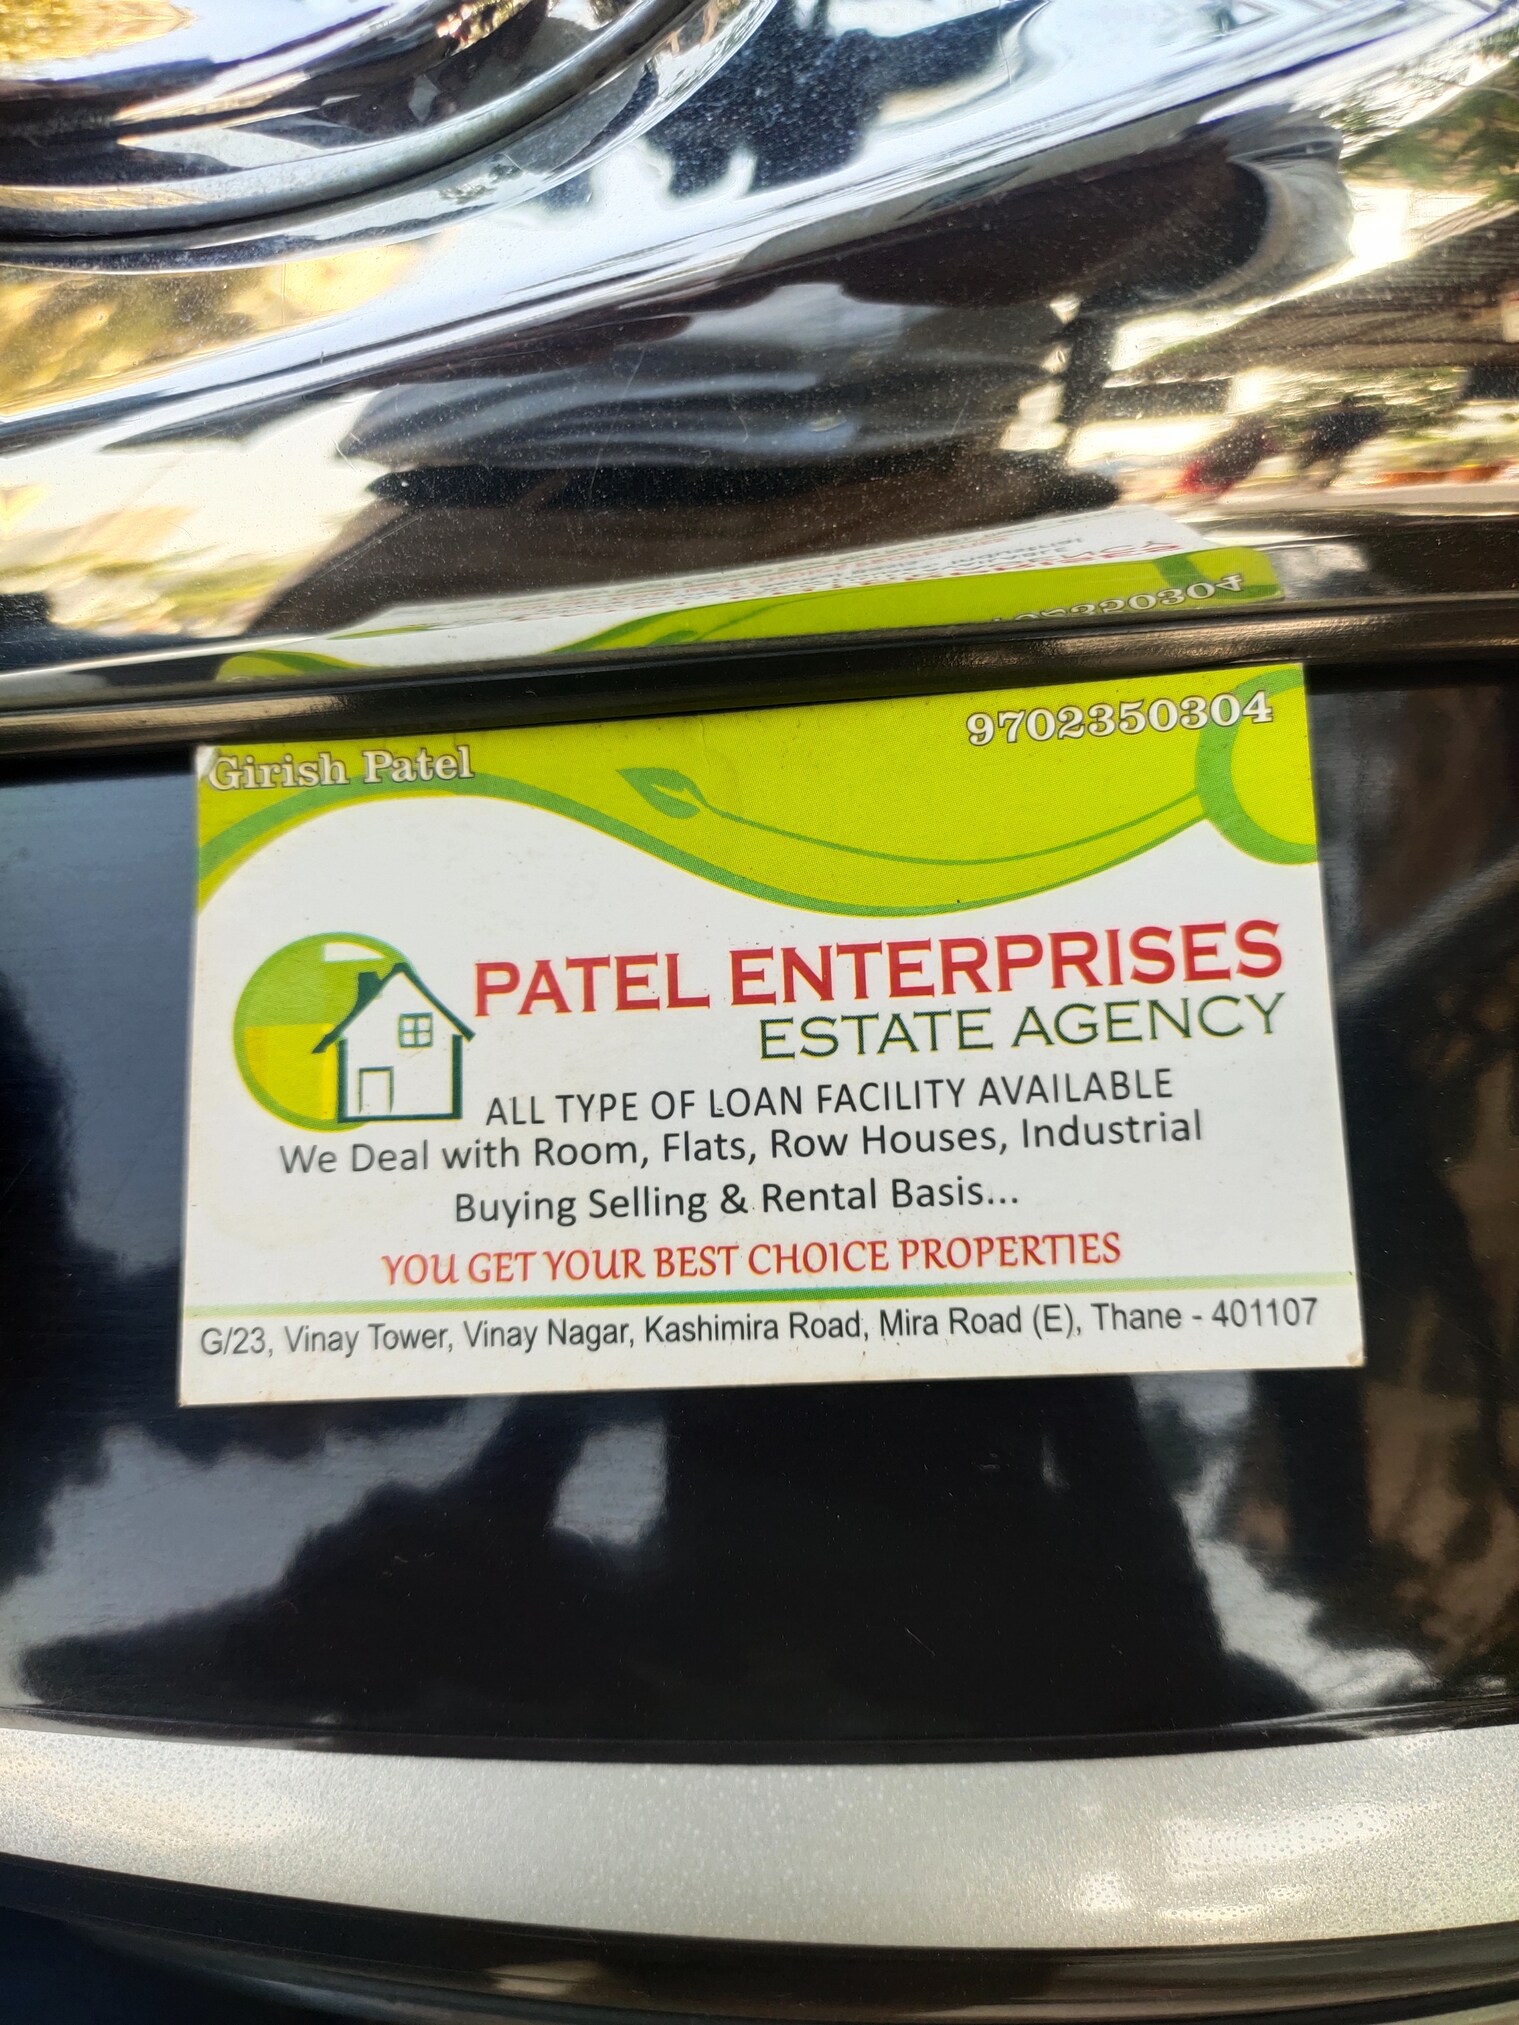 Girish Patel
9702350304
PATEL ENTERPRISES
ESTATE AGENCY
ALL TYPE OF LOAN FACILITY AVAILABLE
We Deal with Room, Flats, Row Houses, Industrial
Buying Selling & Rental Basis...
YOU GET YOUR BEST CHOICE PROPERTIES
G/23, Vinay Tower, Vinay Nagar, Kashimira Road, Mira Road (E), Thane - 401107